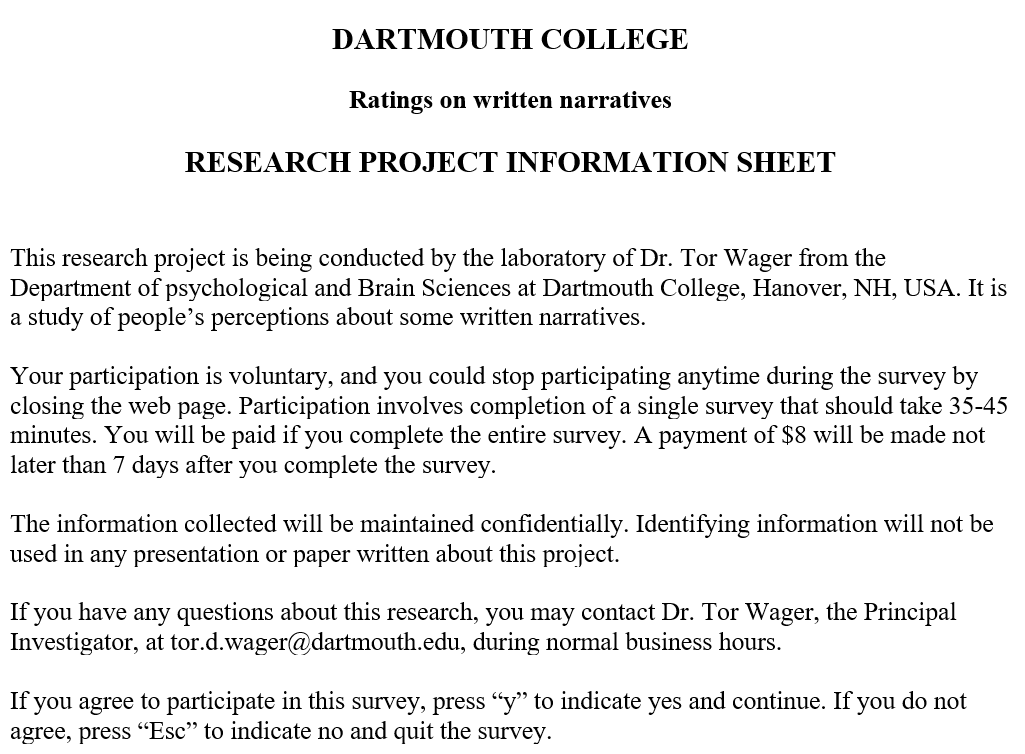 DARTMOUTH COLLEGE
Ratings on written narratives
RESEARCH PROJECT INFORMATION SHEET
This research project is being conducted by the laboratory of Dr. Tor Wager from the
Department of psychological and Brain Sciences at Dartmouth College, Hanover, NH, USA. It is
a study of people’s perceptions about some written narratives.
Your participation is voluntary, and you could stop participating anytime during the survey by
closing the web page. Participation involves completion of a single survey that should take 35-45
minutes. You will be paid if you complete the entire survey. A payment of $8 will be made not
later than 7 days after you complete the survey.
The information collected will be maintained confidentially. Identifying information will not be
used in any presentation or paper written about this project.
If you have any questions about this research, you may contact Dr. Tor Wager, the Principal
Investigator, at tor.d.wager@dartmouth.edu, during normal business hours.
If you agree to participate in this survey, press “y” to indicate yes and continue. If you do not
agree, press “Esc” to indicate no and quit the survey.